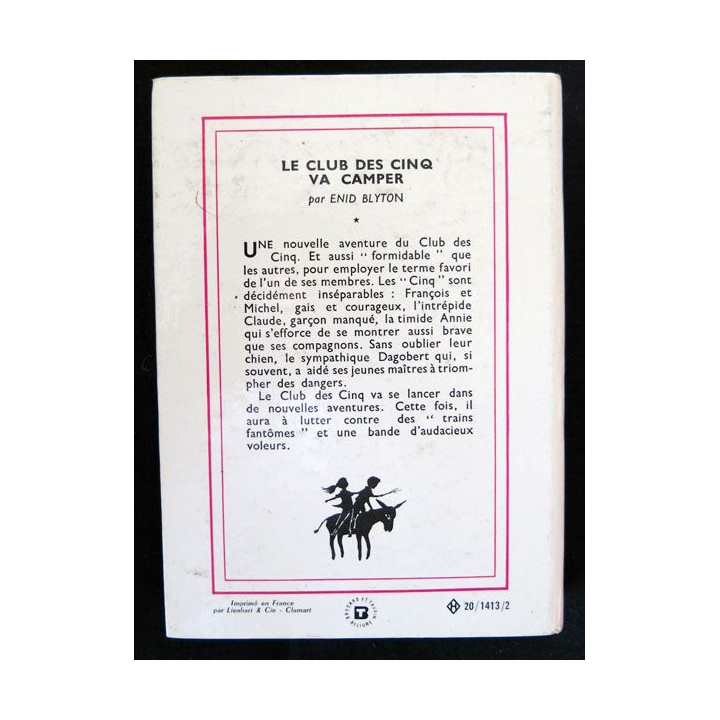 LE CLUB DES CINQ
VA CAMPER
par ENID BLYTON
*
UNE nouvelle aventure du Club des
Cinq. Et aussi “ formidable ” que
les autres, pour employer le terme favori
de l'un de ses membres. Les “ Cinq ” sont
décidément inséparables : François et
Michel, gais et courageux, l'intrépide
Claude, garçon manqué, la timide Annie
qui s'efforce de se montrer aussi brave
que ses compagnons. Sans oublier leur
chien, le sympathique Dagobert qui, si
souvent, a aidé ses jeunes maîtres à triom-
pher des dangers.
Le Club des Cinq va se lancer dans
de nouvelles aventures. Cette fois, il
aura à lutter contre des “ trains
fantômes ” et une bande d'audacieux
voleurs.
Imprimé en France
par Lienhart & Cie - Clamart
BRODARD ET TAUPIN
RELIURE
H 20/1413/2